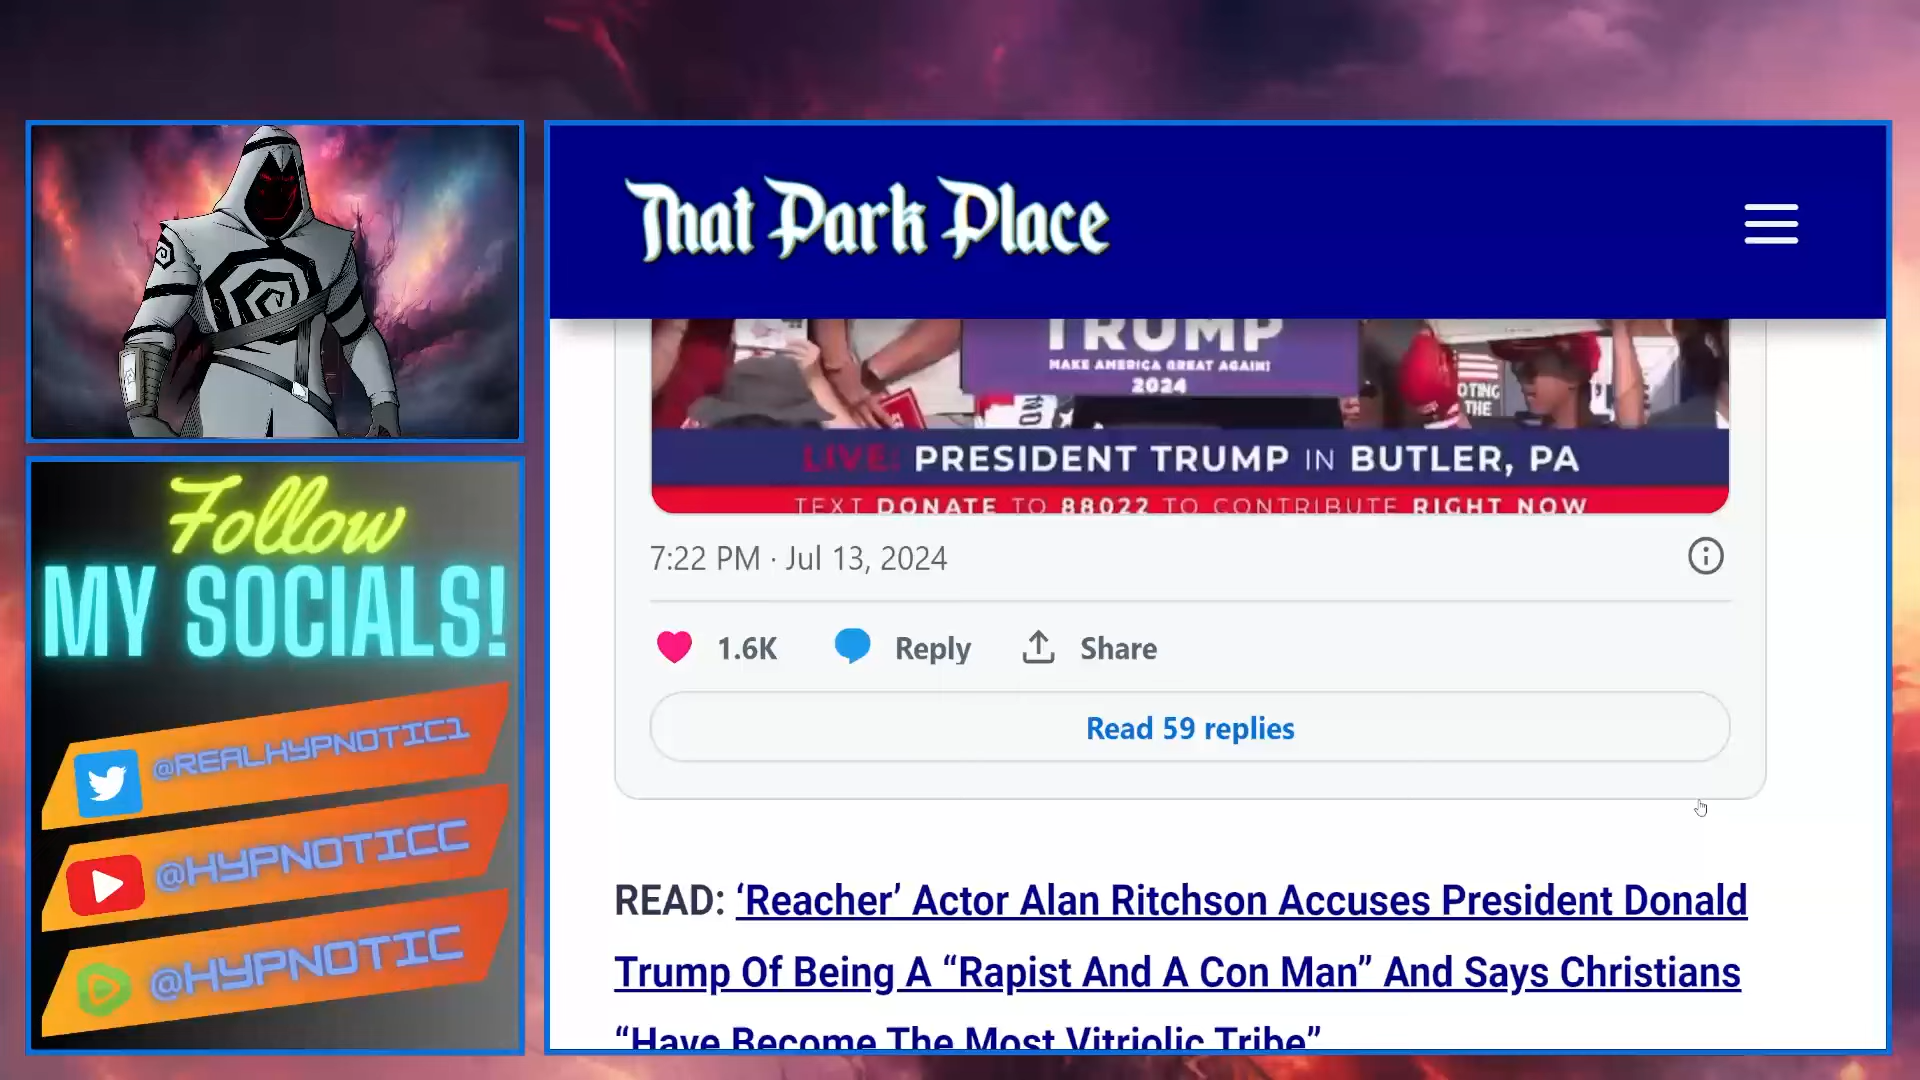 That Park Place
TRUMP
MAKE AMERICA GREAT AGAIN!
2024
OTING
THE
LIVE: PRESIDENT TRUMP IN BUTLER, PA
TEXT DONATE TO 88022 TO CONTRIBUTE RIGHT NOW
7:22 PM · Jul 13, 2024
1.6K
Reply
Share
Read 59 replies
READ: ‘Reacher’ Actor Alan Ritchson Accuses President Donald
Trump Of Being A “Rapist And A Con Man” And Says Christians
“Have Become The Most Vitriolic Tribe”
Follow
MY SOCIALS!
@REALHYPNOTIC1
@HYPNOTICC
@HYPNOTIC